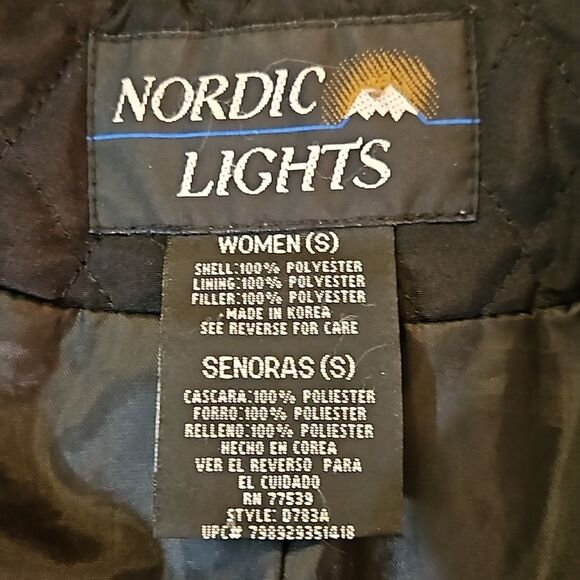 NORDIC
LIGHTS
WOMEN (S)
SHELL:100% POLYESTER
LINING:100% POLYESTER
FILLER:100% POLYESTER
MADE IN KOREA
SEE REVERSE FOR CARE
SENORAS (S)
CASCARA:100% POLIESTER
FORRO:100% POLIESTER
RELLENO:100% POLIESTER
HECHO EN COREA
VER EL REVERSO PARA
EL CUIDADO
RN 77539
STYLE: D783A
UPC# 798929351418